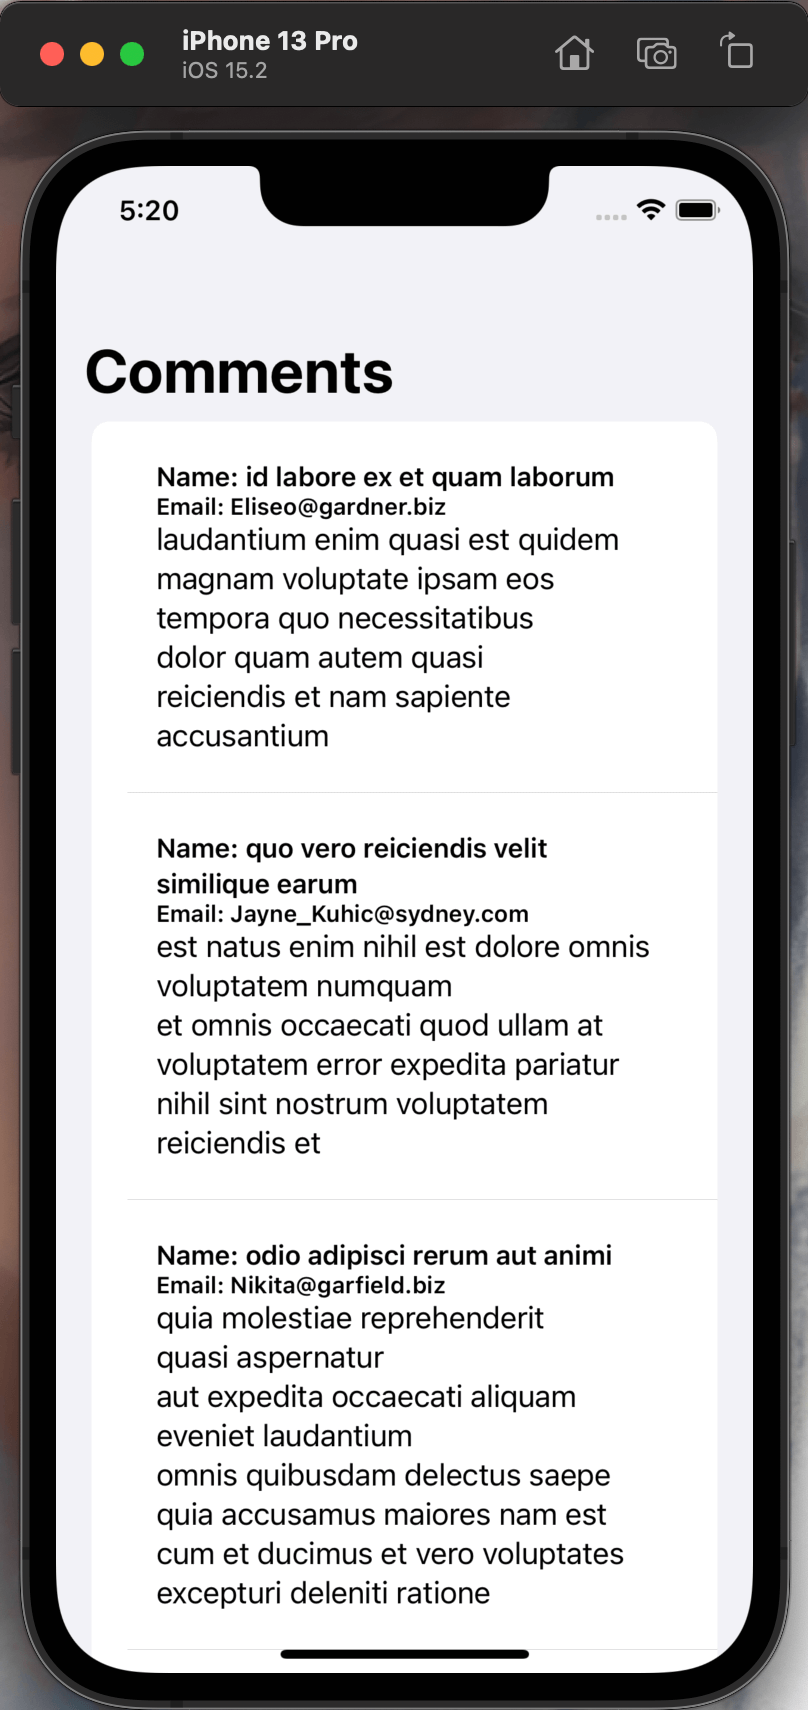 iPhone 13 Pro
iOS 15.2
5:20
Comments
Name: id labore ex et quam laborum
Email: Eliseo@gardner.biz
laudantium enim quasi est quidem
magnam voluptate ipsam eos
tempora quo necessitatibus
dolor quam autem quasi
reiciendis et nam sapiente
accusantium
Name: quo vero reiciendis velit
similique earum
Email: Jayne_Kuhic@sydney.com
est natus enim nihil est dolore omnis
voluptatem numquam
et omnis occaecati quod ullam at
voluptatem error expedita pariatur
nihil sint nostrum voluptatem
reiciendis et
Name: odio adipisci rerum aut animi
Email: Nikita@garfield.biz
quia molestiae reprehenderit
quasi aspernatur
aut expedita occaecati aliquam
eveniet laudantium
omnis quibusdam delectus saepe
quia accusamus maiores nam est
cum et ducimus et vero voluptates
excepturi deleniti ratione